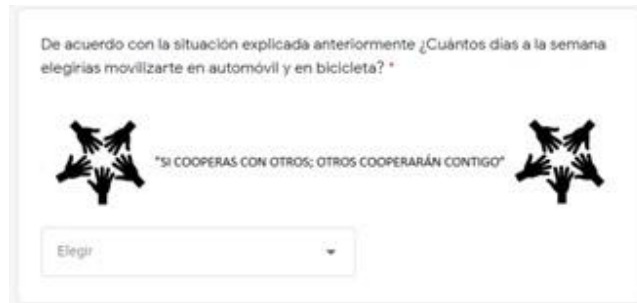 De acuerdo con la situación explicada anteriormente ¿Cuántos días a la semana
elegirías movilizarte en automóvil y en bicicleta? *
"SI COOPERAS CON OTROS; OTROS COOPERARÁN CONTIGO"
Elegir